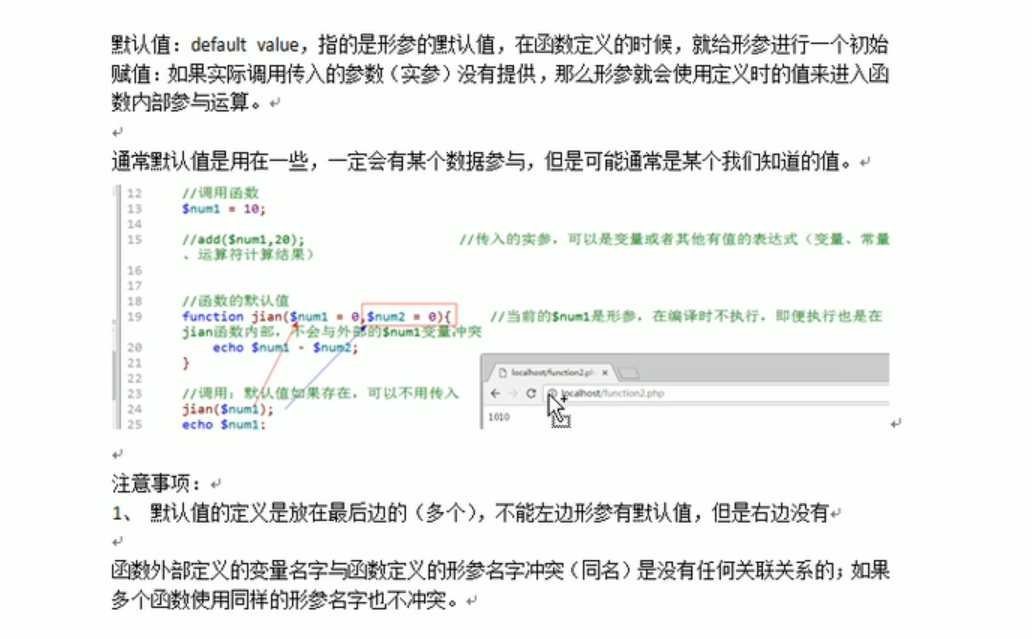 默认值：default value，指的是形参的默认值，在函数定义的时候，就给形参进行一个初始
赋值：如果实际调用传入的参数（实参）没有提供，那么形参就会使用定义时的值来进入函
数内部参与运算。
通常默认值是用在一些，一定会有某个数据参与，但是可能通常是某个我们知道的值。
12 //调用函数
13 $num1 = 10;
14
15 //add($num1,20); //传入的实参，可以是变量或者其他有值的表达式（变量、常量
、运算符计算结果）
16
17
18 //函数的默认值
19 function jian($num1 = 0,$num2 = 0){ //当前的$num1是形参，在编译时不执行，即便执行也是在
jian函数内部，不会与外部的$num1变量冲突
20 echo $num1 - $num2;
21 }
22
23 //调用：默认值如果存在，可以不用传入
24 jian($num1);
25 echo $num1;
localhost/function2.ph
localhost/function2.php
1010
注意事项：
1、 默认值的定义是放在最后边的（多个），不能左边形参有默认值，但是右边没有
函数外部定义的变量名字与函数定义的形参名字冲突（同名）是没有任何关联关系的；如果
多个函数使用同样的形参名字也不冲突。